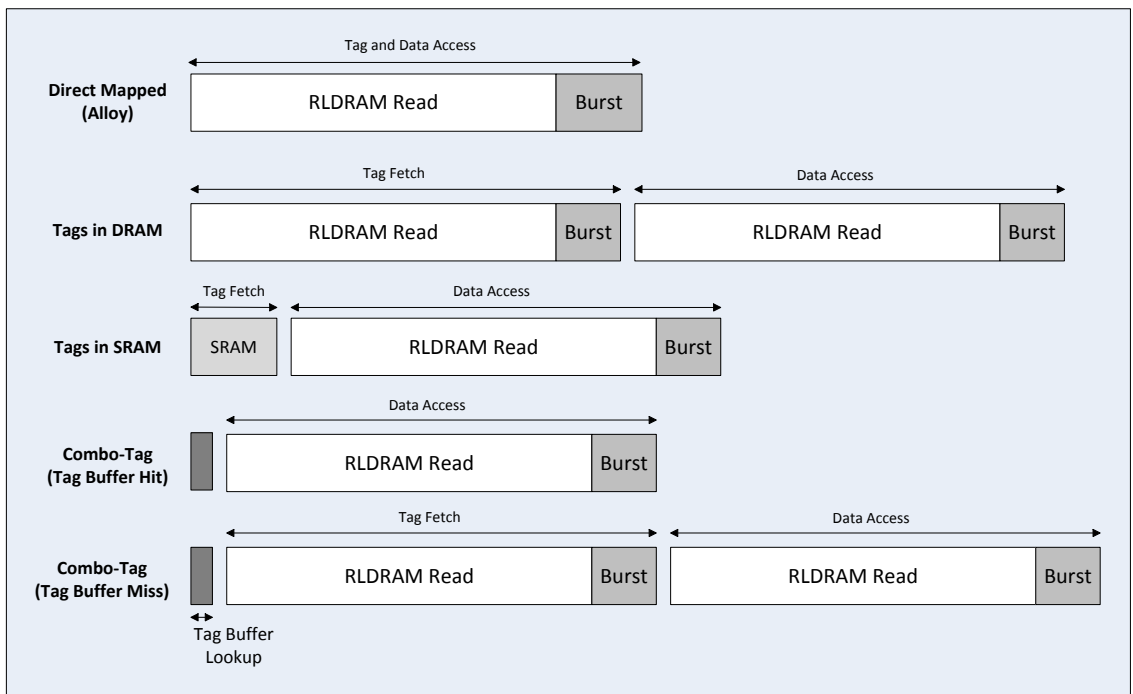 Tag and Data Access
Direct Mapped
(Alloy)
RLDRAM Read
Burst
Tag Fetch
Data Access
Tags in DRAM
RLDRAM Read
Burst
RLDRAM Read
Burst
Tag Fetch
Data Access
Tags in SRAM
SRAM
RLDRAM Read
Burst
Data Access
Combo-Tag
(Tag Buffer Hit)
RLDRAM Read
Burst
Tag Fetch
Data Access
Combo-Tag
(Tag Buffer Miss)
RLDRAM Read
Burst
RLDRAM Read
Burst
Tag Buffer
Lookup